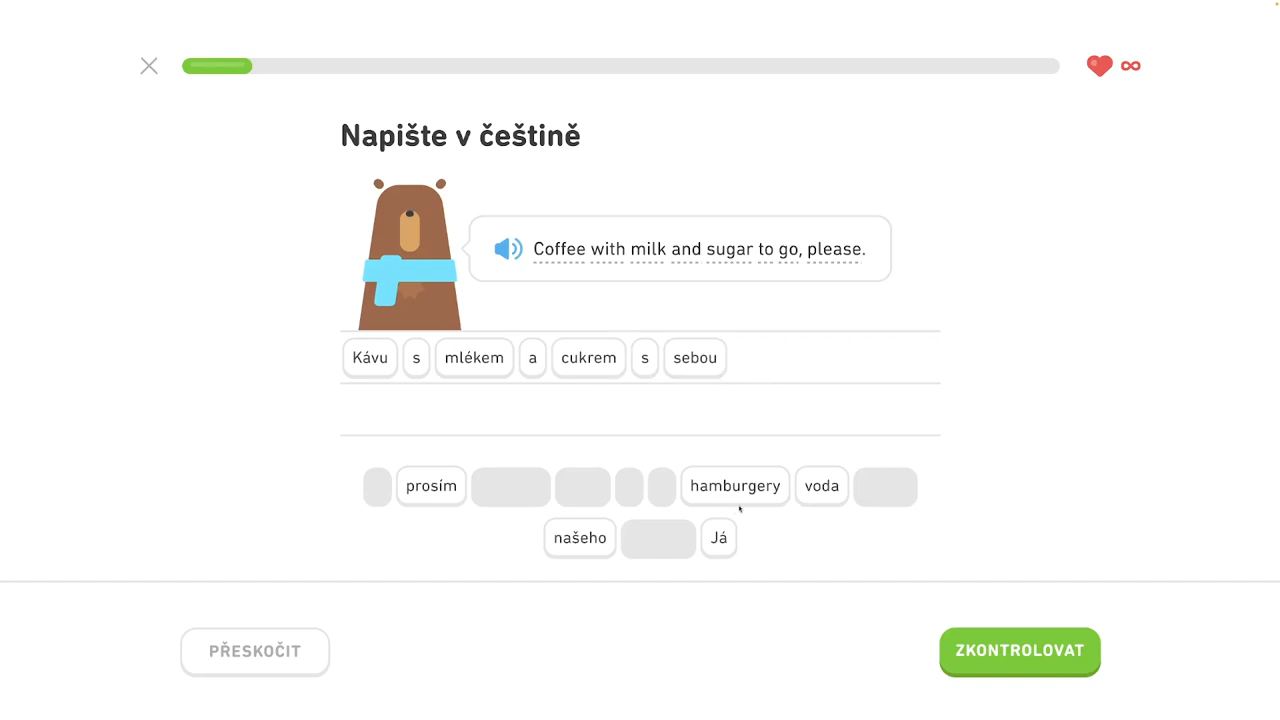 ∞
Napište v češtině
Coffee with milk and sugar to go, please.
Kávu s mlékem a cukrem s sebou
prosím hamburgery voda
našeho Já
PŘESKOČIT ZKONTROLOVAT